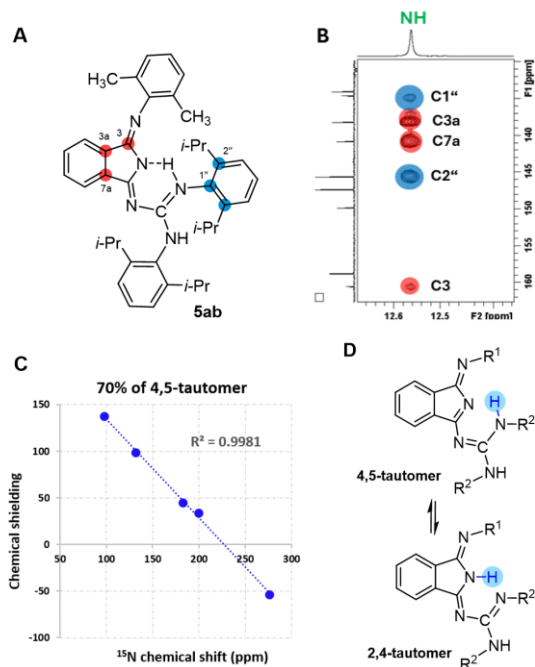 A
CH3
N
H3C
3
3a
N
H
i-Pr
2"
7a
1"
N
N
C
i-Pr
NH
i-Pr
i-Pr
5ab
B
NH
F1 [ppm]
C1“
C3a
140
C7a
145
C2“
150
155
C3
160
12.6
12.5
F2 [ppm]
C
70% of 4,5-tautomer
150
R² = 0.9981
100
50
0
50
100
150
200
250
300
-50
-100
Chemical shielding
15N chemical shift (ppm)
D
N-R1
H
N
N-R2
N
NH
R2
4,5-tautomer
N-R1
N-H
N-R2
N
C
NH
R2
2,4-tautomer